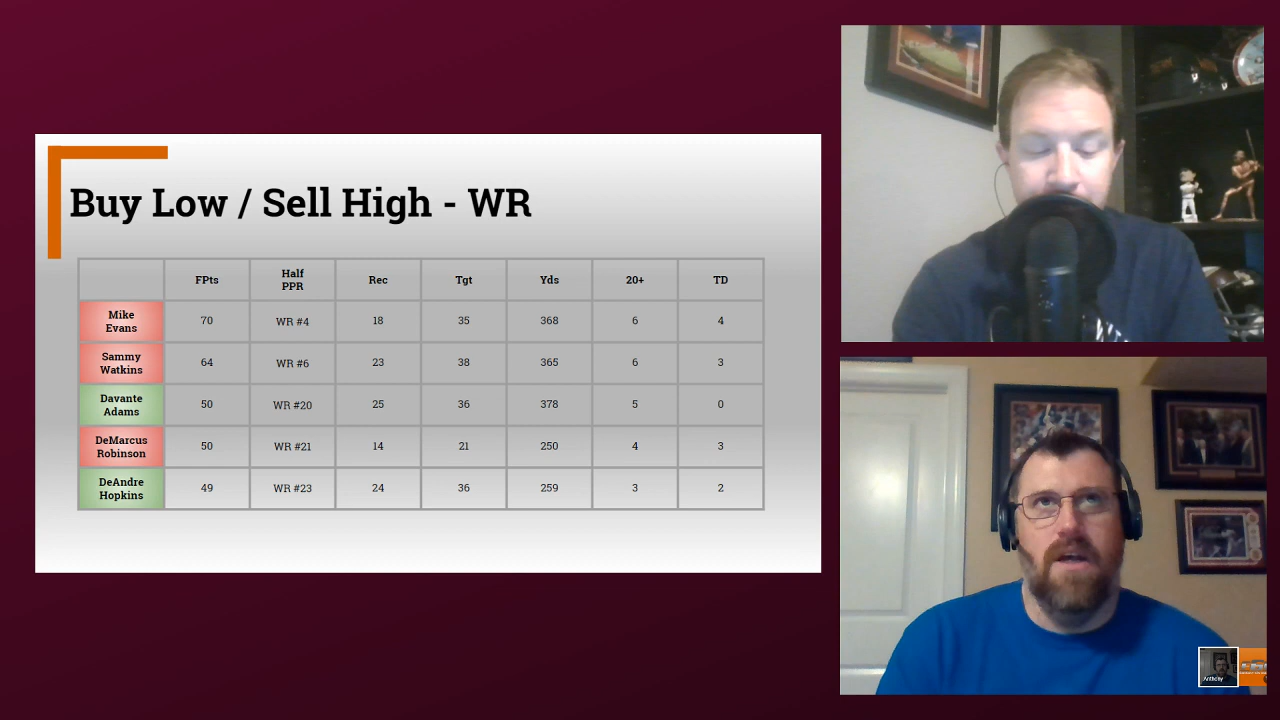 Buy Low / Sell High - WR
FPts
Half
PPR
Rec
Tgt
Yds
20+
TD
Mike
Evans
70
WR #4
18
35
368
6
4
Sammy
Watkins
64
WR #6
23
38
365
6
3
Davante
Adams
50
WR #20
25
36
378
5
0
DeMarcus
Robinson
50
WR #21
14
21
250
4
3
DeAndre
Hopkins
49
WR #23
24
36
259
3
2
Anthony